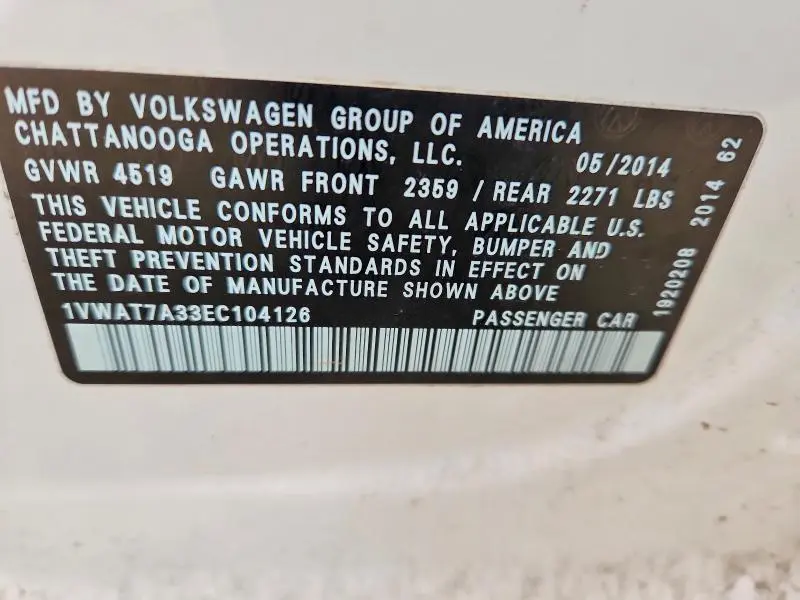 MFD BY VOLKSWAGEN GROUP OF AMERICA
CHATTANOOGA OPERATIONS, LLC. 05/2014
GVWR 4519 GAWR FRONT 2359 / REAR 2271 LBS
THIS VEHICLE CONFORMS TO ALL APPLICABLE U.S.
FEDERAL MOTOR VEHICLE SAFETY, BUMPER AND
THEFT PREVENTION STANDARDS IN EFFECT ON
THE DATE OF MANUFACTURE SHOWN ABOVE
1VWAT7A33EC104126 PASSENGER CAR
1920208 2014 62